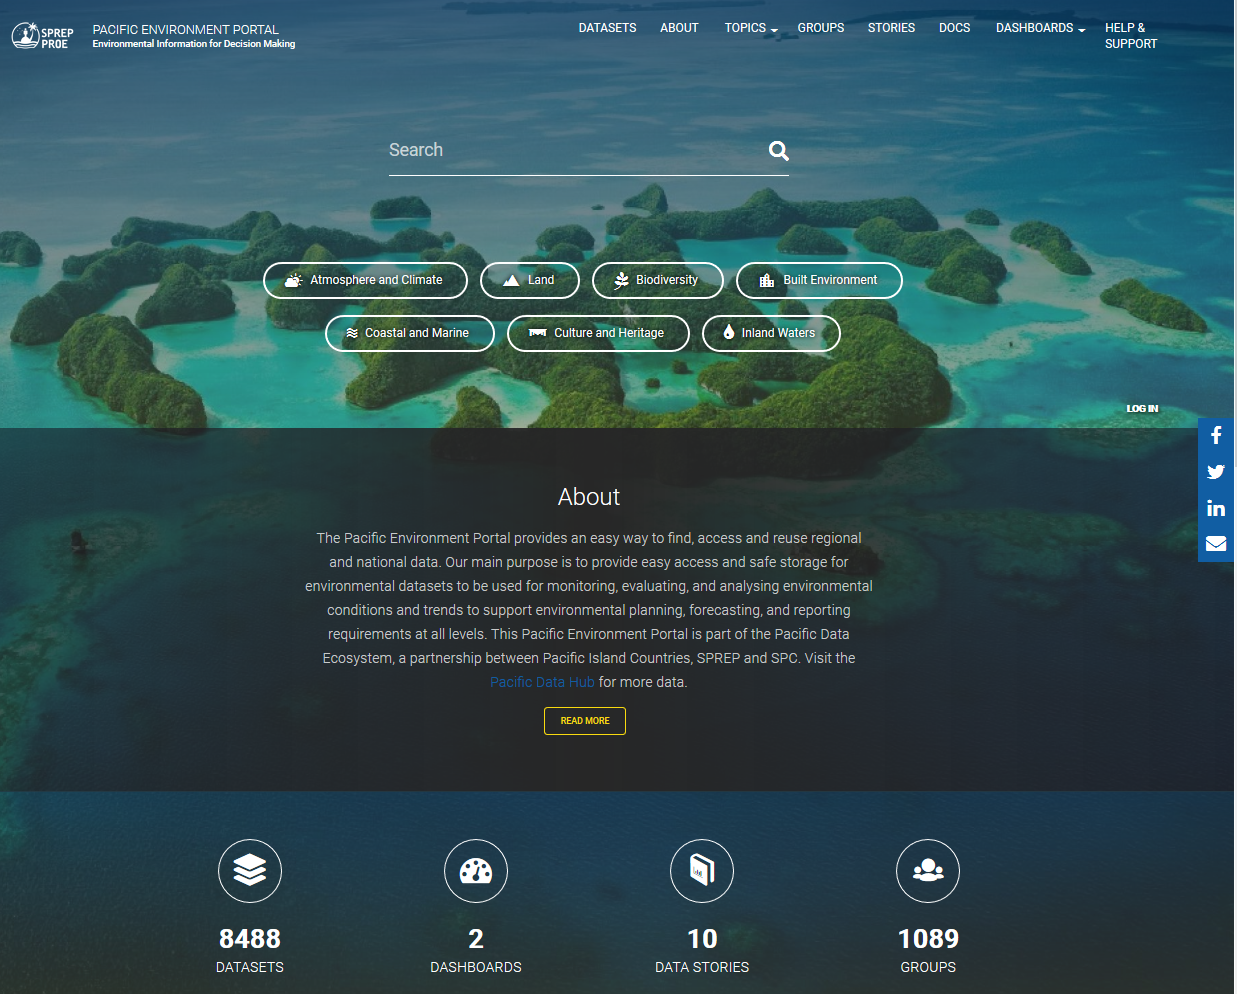 SPREP
PROE
PACIFIC ENVIRONMENT PORTAL
Environmental Information for Decision Making
DATASETS
ABOUT
TOPICS
GROUPS
STORIES
DOCS
DASHBOARDS
HELP &
SUPPORT
Search
Atmosphere and Climate
Land
Biodiversity
Built Environment
Coastal and Marine
Culture and Heritage
Inland Waters
LOG IN
About
The Pacific Environment Portal provides an easy way to find, access and reuse regional
and national data. Our main purpose is to provide easy access and safe storage for
environmental datasets to be used for monitoring, evaluating, and analysing environmental
conditions and trends to support environmental planning, forecasting, and reporting
requirements at all levels. This Pacific Environment Portal is part of the Pacific Data
Ecosystem, a partnership between Pacific Island Countries, SPREP and SPC. Visit the
Pacific Data Hub for more data.
READ MORE
8488
DATASETS
2
DASHBOARDS
10
DATA STORIES
1089
GROUPS